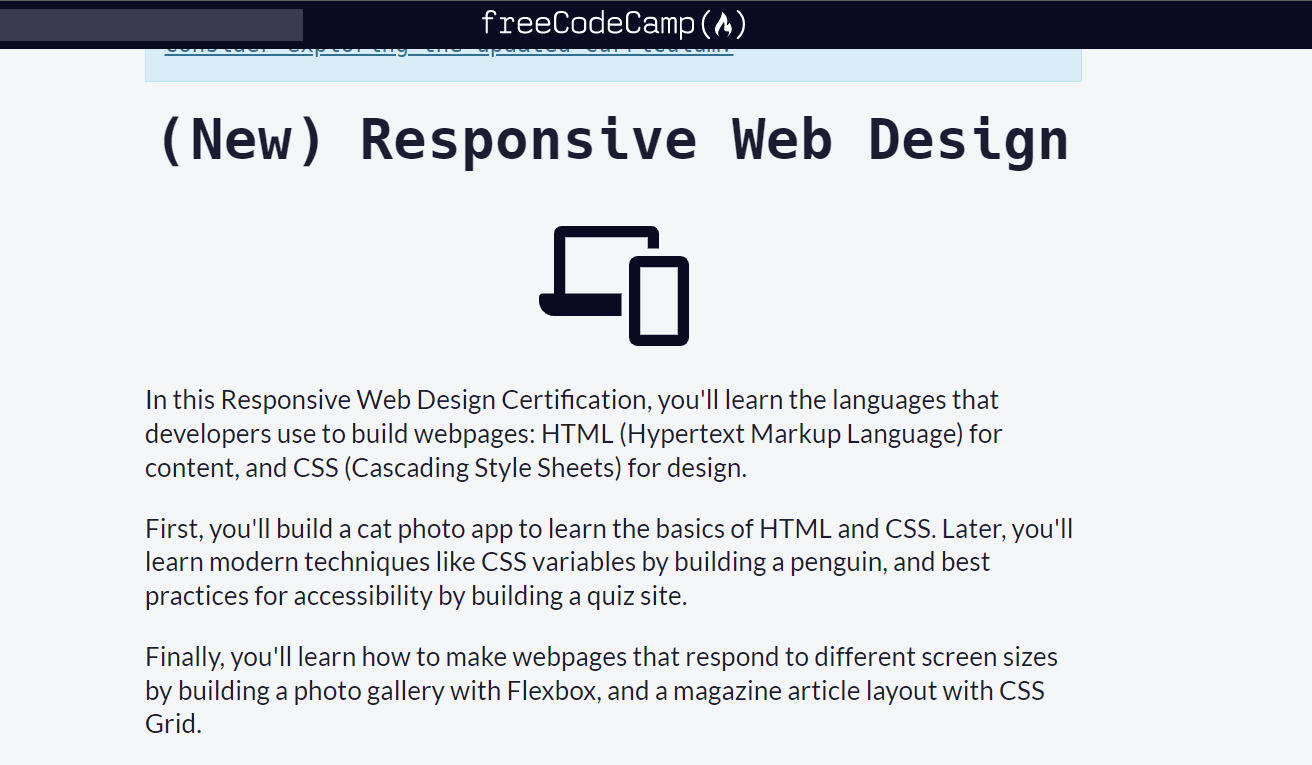 freeCodeCamp(🔥)
consider exploring the updated curriculum.
(New) Responsive Web Design
In this Responsive Web Design Certification, you'll learn the languages that
developers use to build webpages: HTML (Hypertext Markup Language) for
content, and CSS (Cascading Style Sheets) for design.
First, you'll build a cat photo app to learn the basics of HTML and CSS. Later, you'll
learn modern techniques like CSS variables by building a penguin, and best
practices for accessibility by building a quiz site.
Finally, you'll learn how to make webpages that respond to different screen sizes
by building a photo gallery with Flexbox, and a magazine article layout with CSS
Grid.